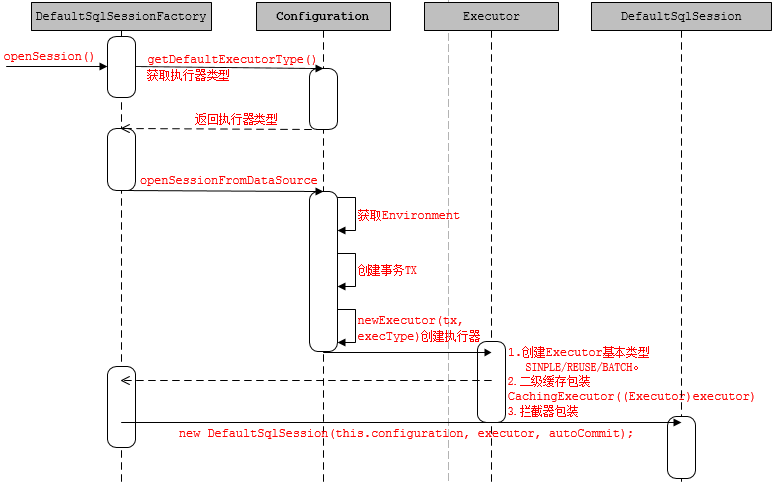 DefaultSqlSessionFactory
Configuration
Executor
DefaultSqlSession
openSession()
getDefaultExecutorType()
获取执行器类型
返回执行器类型
openSessionFromDataSource
获取Environment
创建事务TX
newExecutor(tx,
execType)创建执行器
1.创建Executor基本类型
SINPLE/REUSE/BATCH。
2.二级缓存包装
CachingExecutor((Executor)executor)
3.拦截器包装
new DefaultSqlSession(this.configuration, executor, autoCommit);